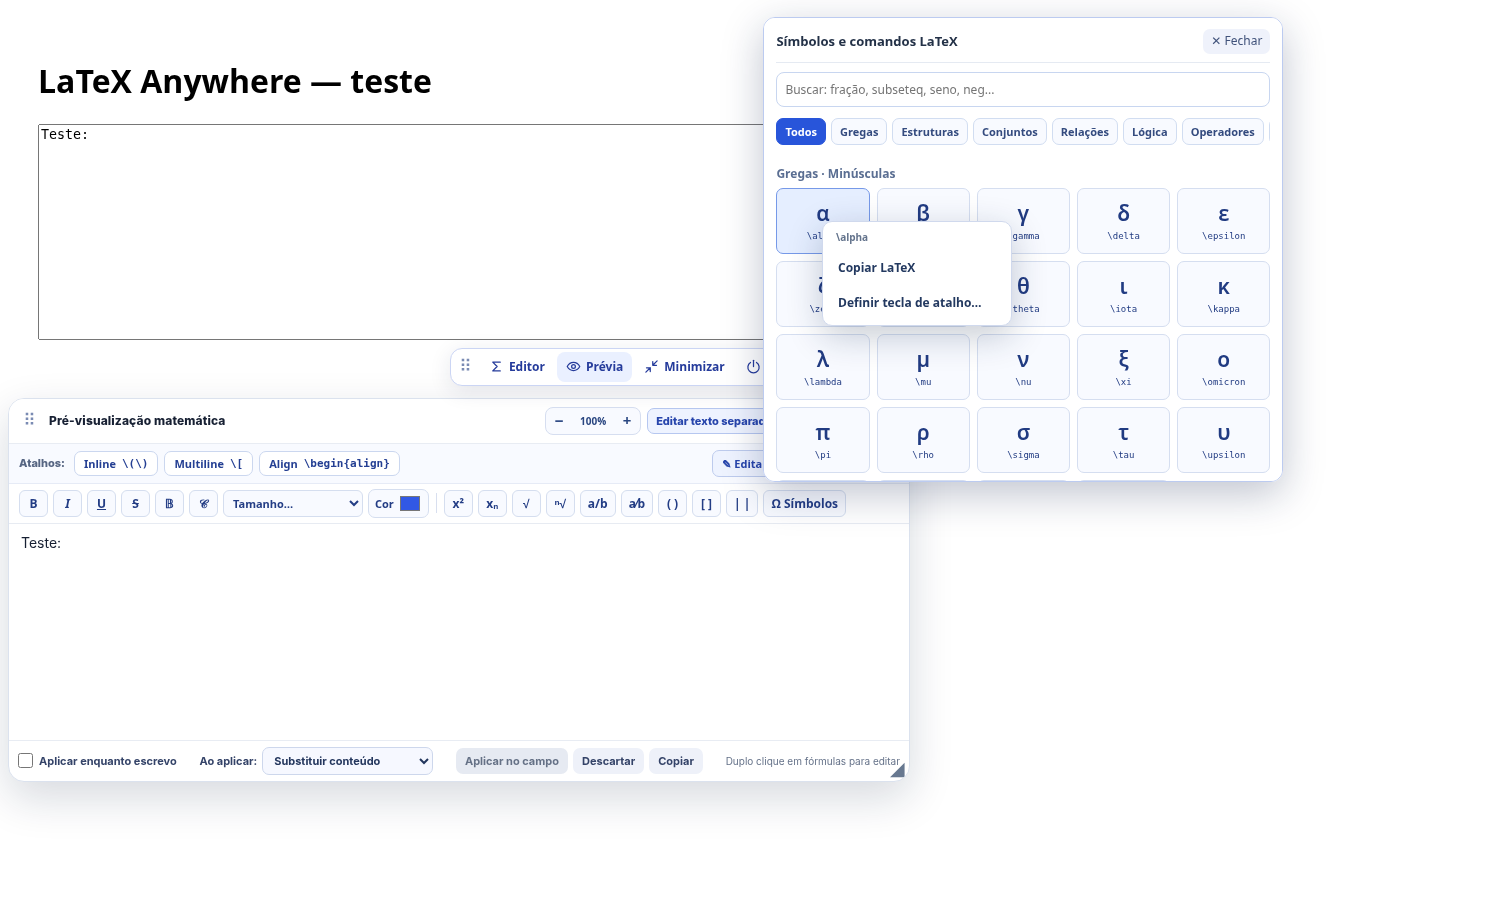 LaTeX Anywhere — teste
Teste:
Editor Prévia Minimizar
Pré-visualização matemática
− 100% +
Editar texto
Atalhos: Inline \(\) Multiline \[ Align \begin{align}
✎
B I U S 𝔹 𝒞 Tamanho... Cor x² xₙ √ ⁿ√ a/b a⁄b ( ) [ ] | | Ω Símbolos
Teste:
Aplicar enquanto escrevo Ao aplicar: Substituir conteúdo Aplicar no campo Descartar Copiar Duplo clique em fórmulas para editar
Símbolos e comandos LaTeX
✕ Fechar
Buscar: fração, subseteq, seno, neg...
Todos Gregas Estruturas Conjuntos Relações Lógica Operadores
Gregas · Minúsculas
α β γ δ ε
\delta \epsilon
\alpha
Copiar LaTeX
Definir tecla de atalho...
θ ι κ
\iota \kappa
λ μ ν ξ ο
\lambda \mu \nu \xi \omicron
π ρ σ τ υ
\pi \rho \sigma \tau \upsilon